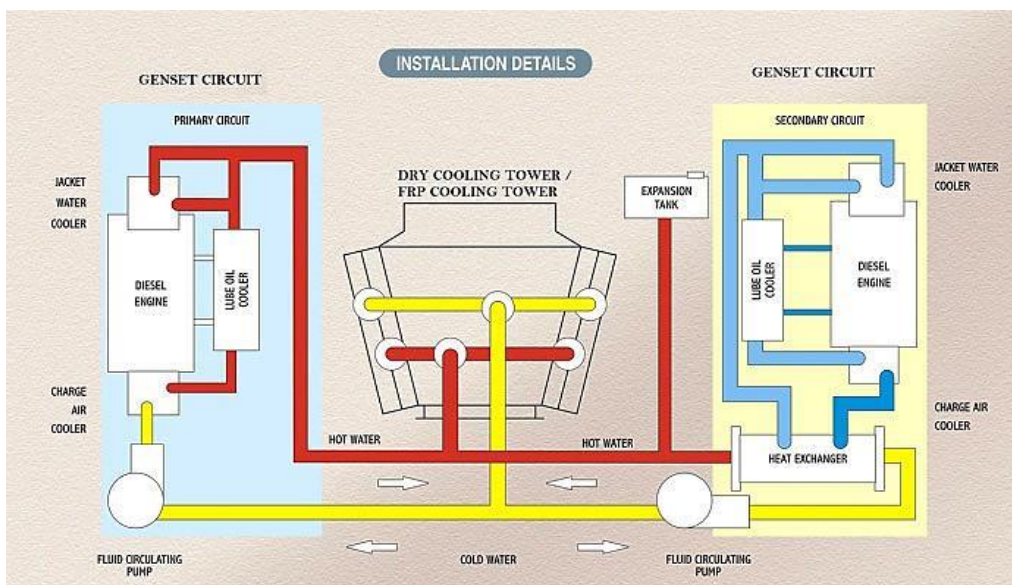 INSTALLATION DETAILS
GENSET CIRCUIT
GENSET CIRCUIT
PRIMARY CIRCUIT
SECONDARY CIRCUIT
JACKET
WATER
COOLER
DRY COOLING TOWER /
FRP COOLING TOWER
EXPANSION
TANK
JACKET WATER
COOLER
DIESEL
ENGINE
LUBE OIL
COOLER
LUBE OIL
COOLER
DIESEL
ENGINE
CHARGE
AIR
COOLER
HOT WATER
HOT WATER
HEAT EXCHANGER
CHARGE AIR
COOLER
FLUID CIRCULATING
PUMP
COLD WATER
FLUID CIRCULATING
PUMP